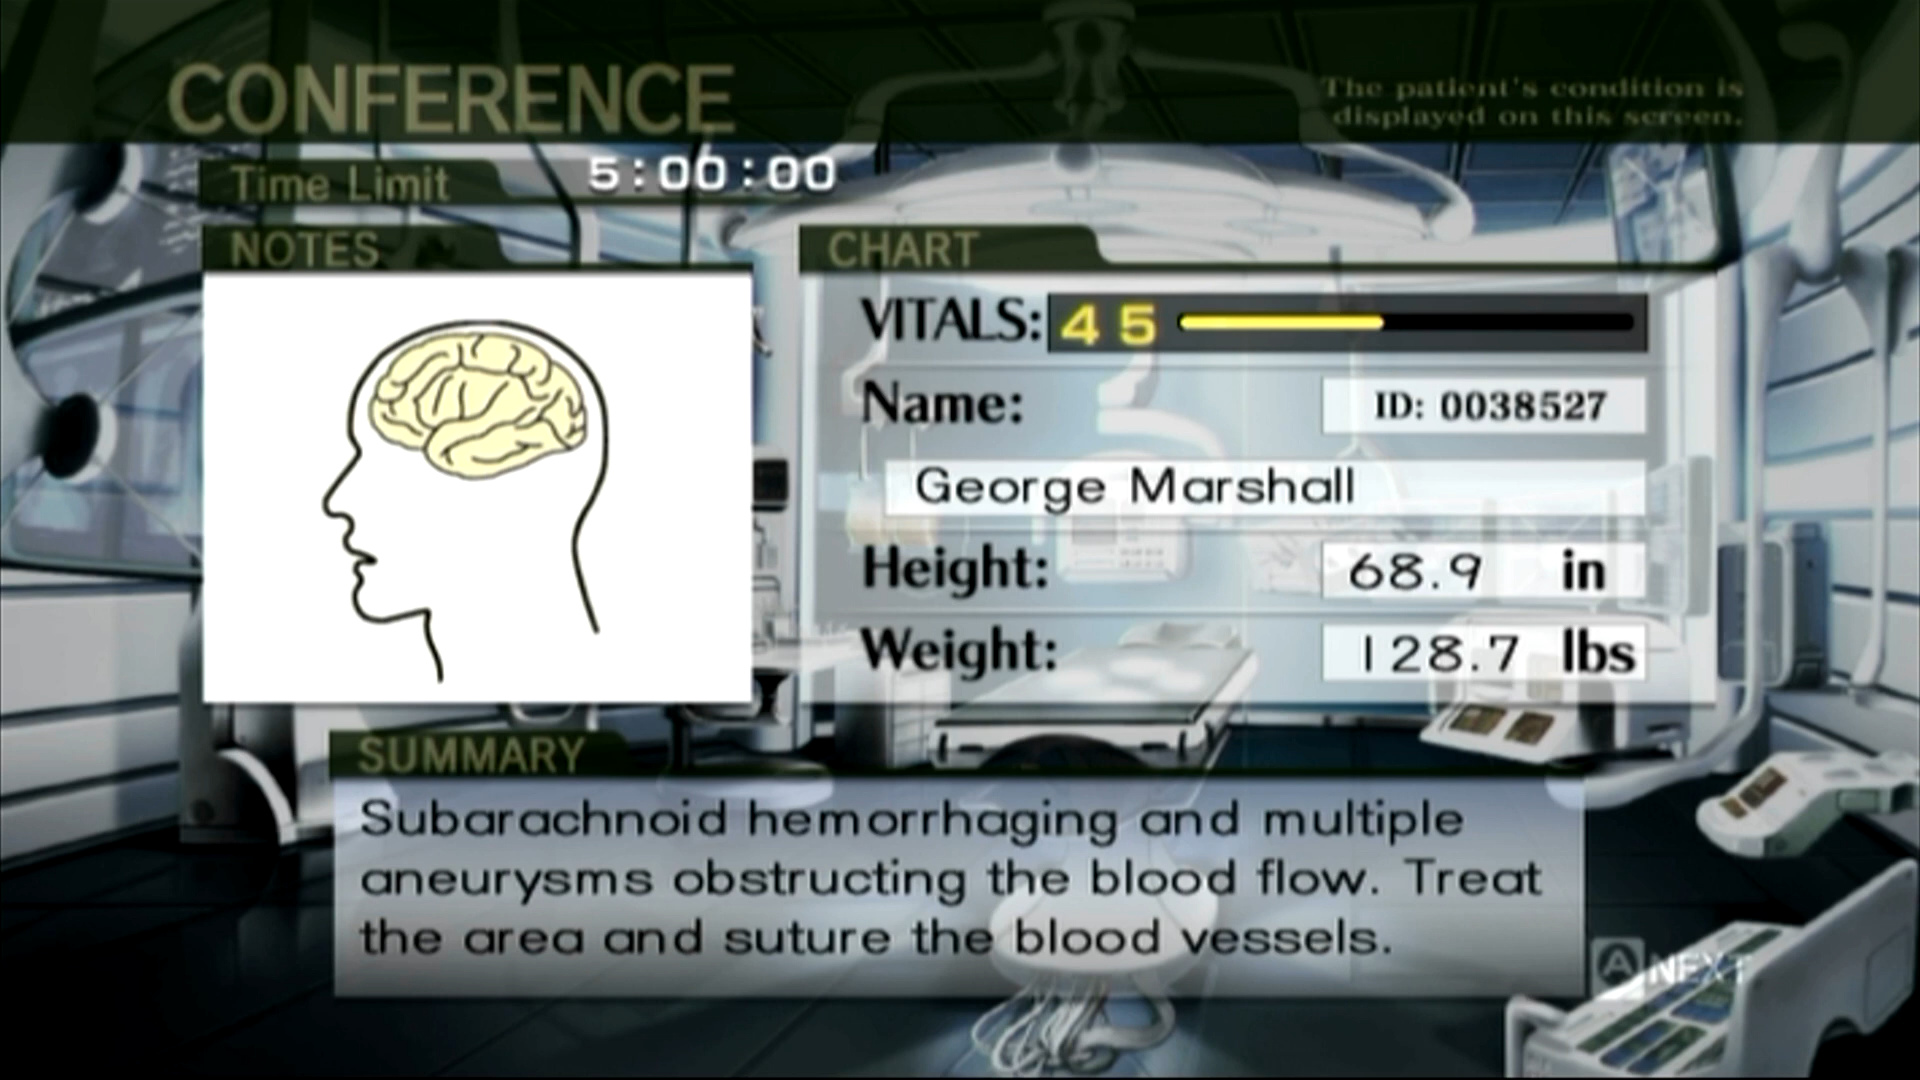 CONFERENCE
The patient's condition is
displayed on this screen.
Time Limit 5:00:00
NOTES
CHART
VITALS: 45
Name: ID: 0038527
George Marshall
Height: 68.9 in
Weight: 128.7 lbs
SUMMARY
Subarachnoid hemorrhaging and multiple
aneurysms obstructing the blood flow. Treat
the area and suture the blood vessels.
A NEXT